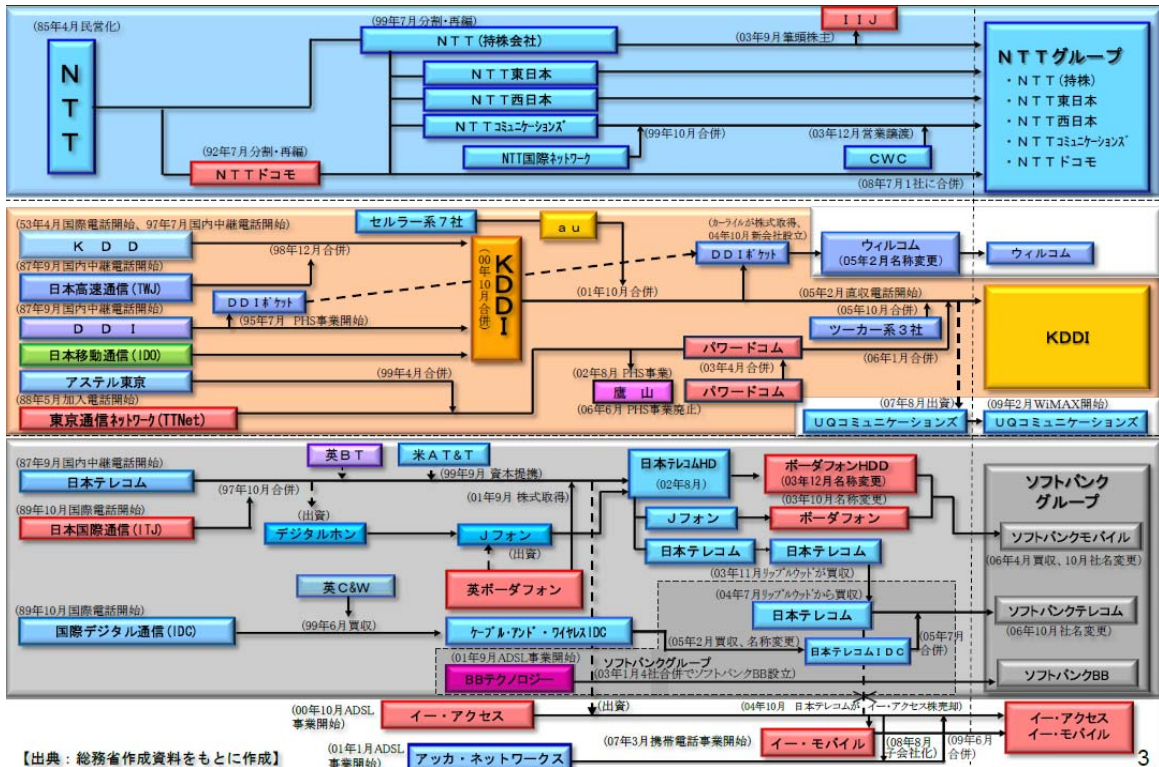 (85年4月民営化)
NTT
(99年7月分割・再編)
NTT(持株会社)
(03年9月筆頭株主)
IIJ
NTT東日本
NTT西日本
NTTコミュニケーションズ
(99年10月合併)
(03年12月営業譲渡)
NTT国際ネットワーク
CWC
(92年7月分割・再編)
NTTドコモ
(08年7月1社に合併)
NTTグループ
・NTT(持株)
・NTT東日本
・NTT西日本
・NTTコミュニケーションズ
・NTTドコモ
(53年4月国際電話開始、97年7月国内中継電話開始)
KDD
(98年12月合併)
(87年9月国内中継電話開始)
日本高速通信(TWJ)
(87年9月国内中継電話開始)
DDIポケット
(95年7月 PHS事業開始)
DDI
日本移動通信(IDO)
アステル東京
(99年4月合併)
(88年5月加入電話開始)
東京通信ネットワーク(TTNet)
セルラー系7社
au
KDDI
(00年10月合併)
(01年10月合併)
(カーライルが株式取得、
04年10月新会社設立)
DDIポケット
ウィルコム
(05年2月名称変更)
ウィルコム
(05年2月直収電話開始)
(05年10月合併)
ツーカー系3社
パワードコム
(06年1月合併)
(02年8月 PHS事業)
(03年4月合併)
鷹山
パワードコム
(06年6月 PHS事業廃止)
KDDI
(07年8月出資)
(09年2月WiMAX開始)
UQコミュニケーションズ
UQコミュニケーションズ
(87年9月国内中継電話開始)
日本テレコム
(97年10月合併)
(89年10月国際電話開始)
日本国際通信(ITJ)
英BT
米AT&T
(99年9月 資本提携)
(01年9月 株式取得)
(出資)
デジタルホン
Jフォン
(出資)
英C&W
英ボーダフォン
(89年10月国際電話開始)
国際デジタル通信(IDC)
(99年6月買収)
ケーブル・アンド・ワイヤレスIDC
日本テレコムHD
(02年8月)
ボーダフォンHDD
(03年12月名称変更)
(03年10月名称変更)
Jフォン
ボーダフォン
日本テレコム
日本テレコム
(03年11月リップルウッドが買収)
(04年7月リップルウッドから買収)
日本テレコム
(05年2月買収、名称変更)
日本テレコムIDC
(05年7月
合併)
(01年9月ADSL事業開始)
ソフトバンクグループ
(03年1月4社合併でソフトバンクBB設立)
BBテクノロジー
ソフトバンク
グループ
ソフトバンクモバイル
(06年4月買収、10月社名変更)
ソフトバンクテレコム
(06年10月社名変更)
ソフトバンクBB
(出資)
(04年10月 日本テレコムが イー・アクセス株売却)
(00年10月ADSL
事業開始)
イー・アクセス
(07年3月携帯電話事業開始)
イー・モバイル
(08年8月
子会社化)
(09年6月
合併)
イー・アクセス
イー・モバイル
(01年1月ADSL
事業開始)
アッカ・ネットワークス
【出典:総務省作成資料をもとに作成】
3